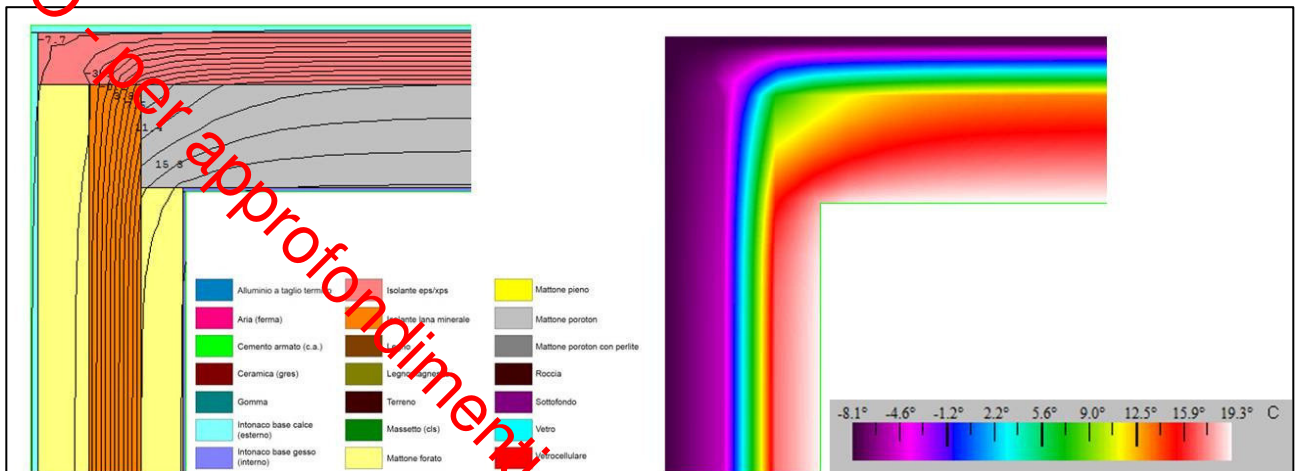 O - per approfondimenti
-7.7
11.4
Alluminio a taglio termico
Isolante eps/xps
Mattone pieno
Aria (ferma)
Isolante lana minerale
Mattone poroton
Cemento armato (c.a.)
Mattone poroton con perlite
Ceramica (gres)
Roccia
Gomma
Terreno
Sottofondo
Intonaco base calce
(esterno)
Massetto (cls)
Vetro
Intonaco base gesso
(interno)
Mattone forato
Vetrocellulare
-8.1° -4.6° -1.2° 2.2° 5.6° 9.0° 12.5° 15.9° 19.3° C